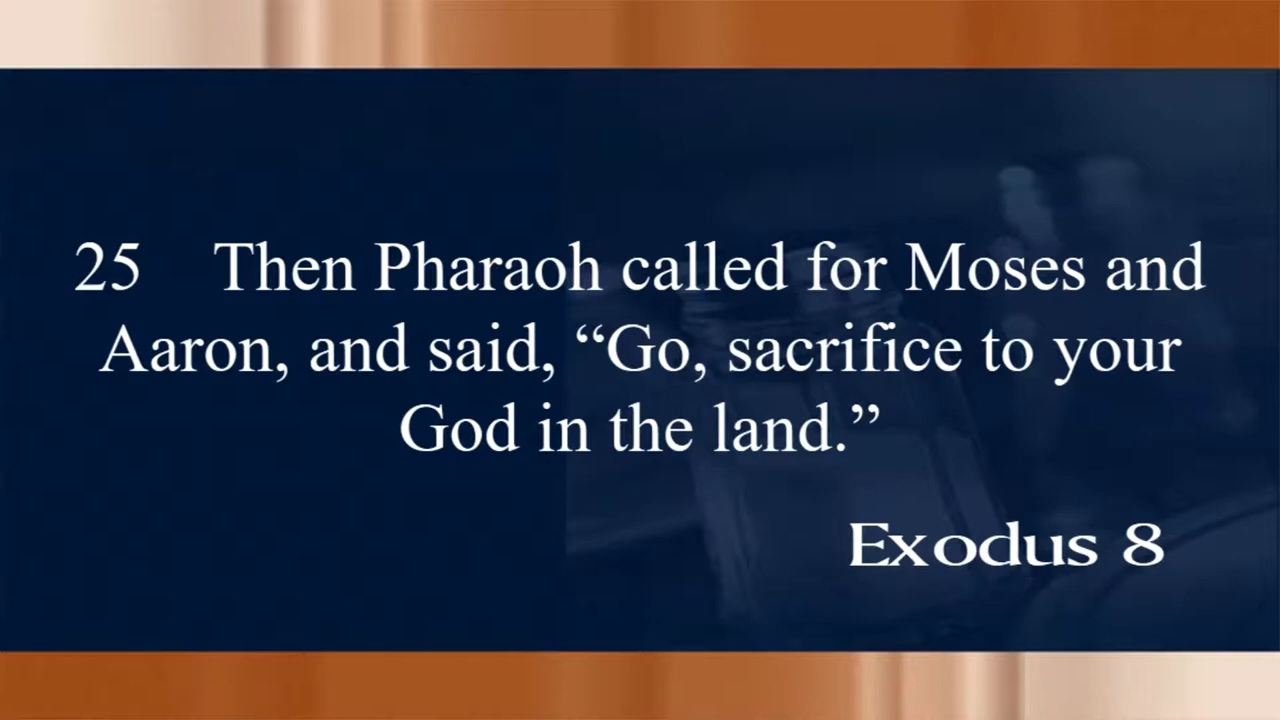 25 Then Pharaoh called for Moses and
Aaron, and said, “Go, sacrifice to your
God in the land.”
Exodus 8